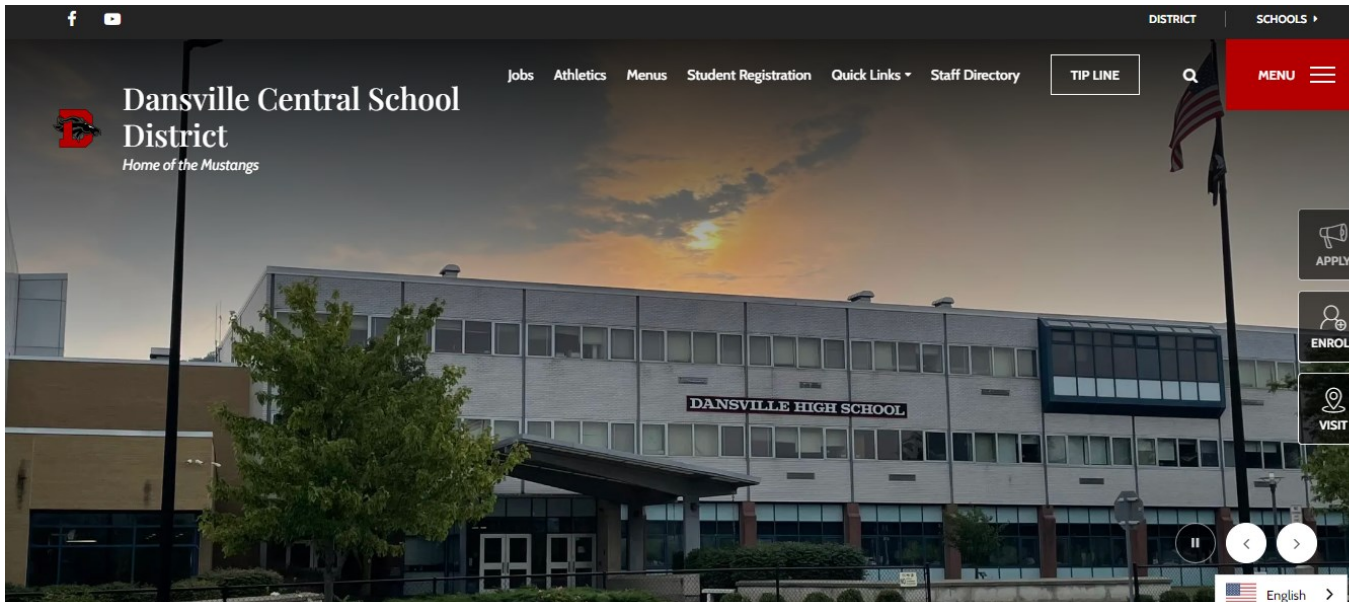 DISTRICT
SCHOOLS
Jobs Athletics Menus Student Registration Quick Links Staff Directory TIP LINE MENU
Dansville Central School
District
Home of the Mustangs
APPLY
ENROL
VISIT
DANSVILLE HIGH SCHOOL
English